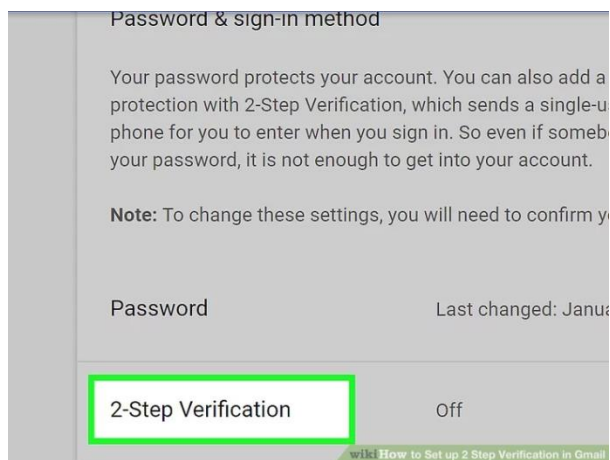 Password & sign-in method
Your password protects your account. You can also add a
protection with 2-Step Verification, which sends a single-u
phone for you to enter when you sign in. So even if someb
your password, it is not enough to get into your account.
Note: To change these settings, you will need to confirm y
Password Last changed: Janua
2-Step Verification Off
wikiHow to Set up 2 Step Verification in Gmail